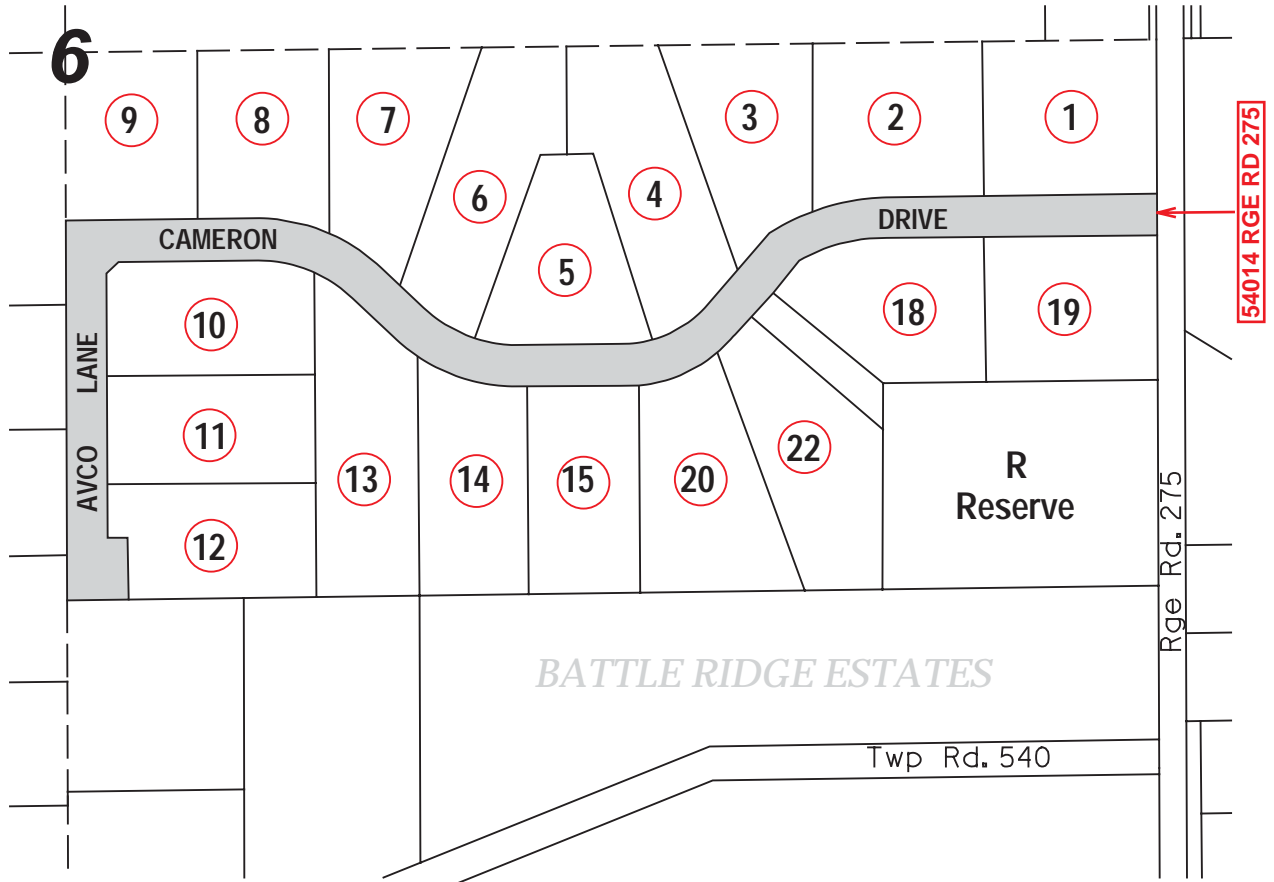 6
9
8
7
3
2
1
6
4
5
CAMERON
DRIVE
54014 RGE RD 275
10
18
19
AVCO LANE
11
13
14
15
20
22
R
Reserve
12
Rge Rd. 275
BATTLE RIDGE ESTATES
Twp Rd. 540